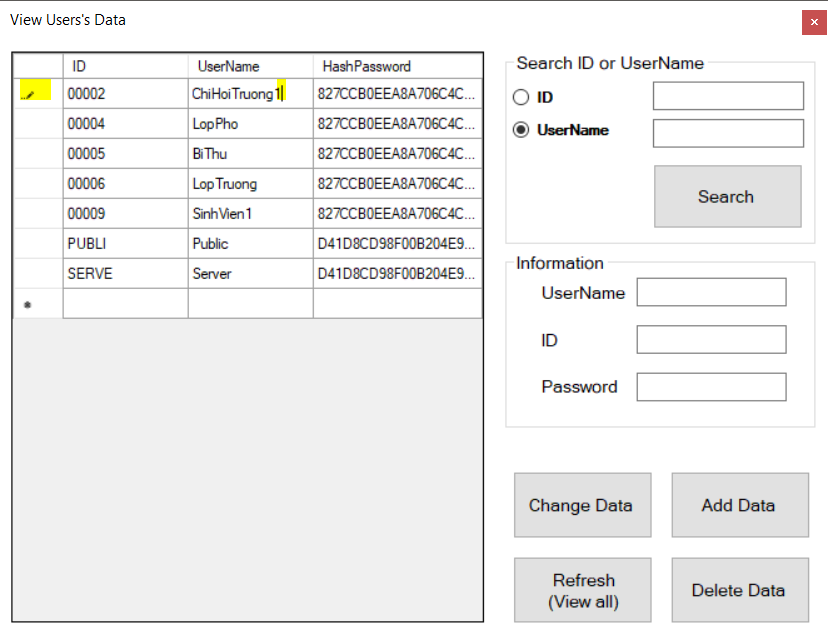 View Users's Data
ID UserName HashPassword
00002 ChiHoiTruong1 827CCB0EEA8A706C4C...
00004 LopPho 827CCB0EEA8A706C4C...
00005 BiThu 827CCB0EEA8A706C4C...
00006 LopTruong 827CCB0EEA8A706C4C...
00009 SinhVien1 827CCB0EEA8A706C4C...
PUBLI Public D41D8CD98F00B204E9...
SERVE Server D41D8CD98F00B204E9...
Search ID or UserName
ID
UserName
Search
Information
UserName
ID
Password
Change Data
Add Data
Refresh
(View all)
Delete Data